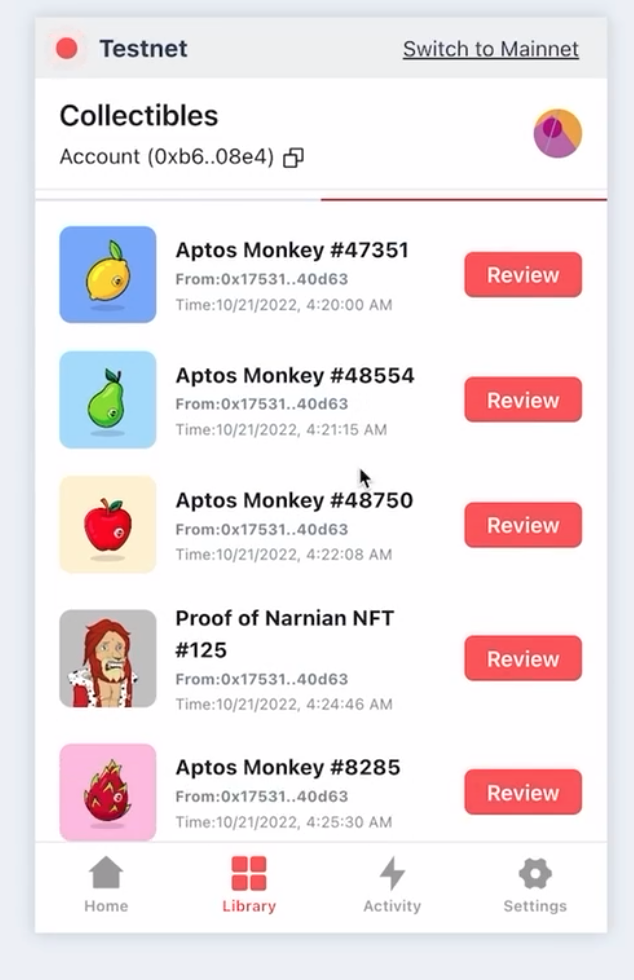 Testnet
Switch to Mainnet
Collectibles
Account (0xb6..08e4)
Aptos Monkey #47351
From:0x17531..40d63
Time:10/21/2022, 4:20:00 AM
Review
Aptos Monkey #48554
From:0x17531..40d63
Time:10/21/2022, 4:21:15 AM
Review
Aptos Monkey #48750
From:0x17531..40d63
Time:10/21/2022, 4:22:08 AM
Review
Proof of Narnian NFT
#125
From:0x17531..40d63
Time:10/21/2022, 4:24:46 AM
Review
Aptos Monkey #8285
From:0x17531..40d63
Time:10/21/2022, 4:25:30 AM
Review
Home
Library
Activity
Settings